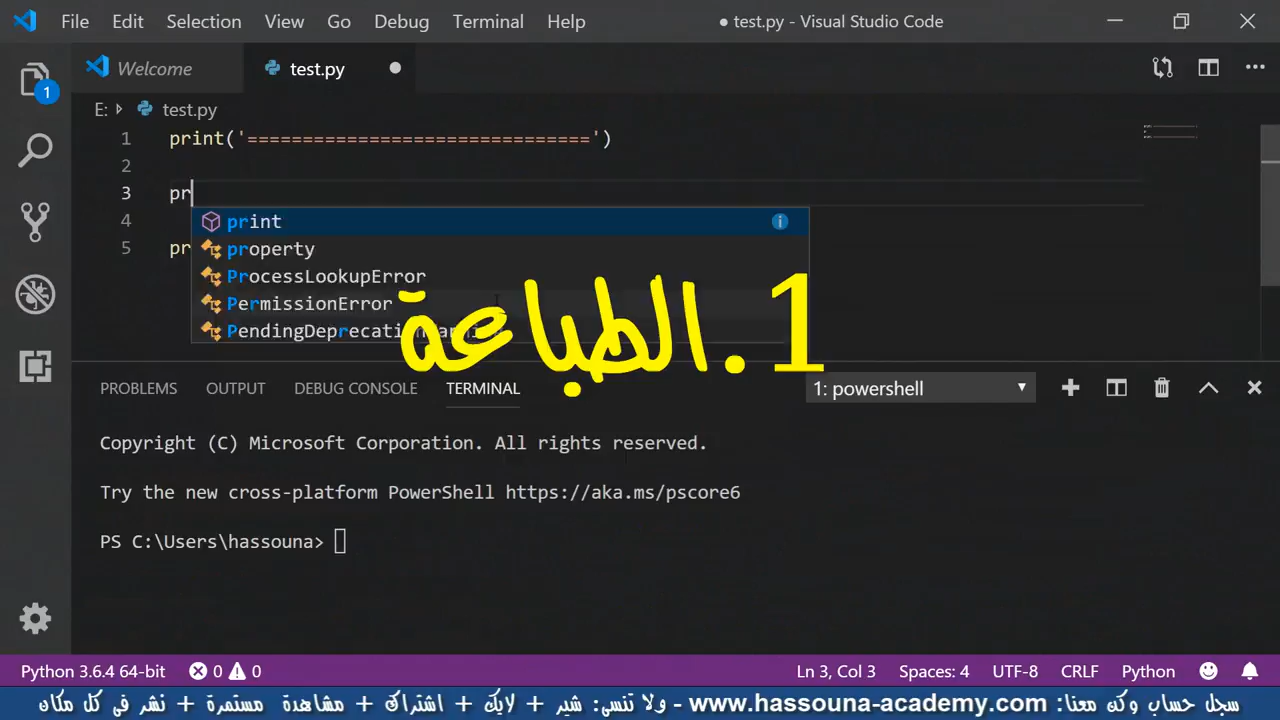 File Edit Selection View Go Debug Terminal Help ● test.py - Visual Studio Code
Welcome test.py
1
E: test.py
1 print('==============================')
2
3 pr
print
4
property
5 pr
ProcessLookupError
PermissionError
1.الطباعة
PROBLEMS OUTPUT DEBUG CONSOLE TERMINAL 1: powershell
Copyright (C) Microsoft Corporation. All rights reserved.
Try the new cross-platform PowerShell https://aka.ms/pscore6
PS C:\Users\hassouna>
Python 3.6.4 64-bit 0 0 Ln 3, Col 3 Spaces: 4 UTF-8 CRLF Python
سجل حساب وكن معنا: www.hassouna-academy.com - ولا تنسى: شير + لايك + اشتراك + مشاهدة مستمرة + نشر فى كل مكان